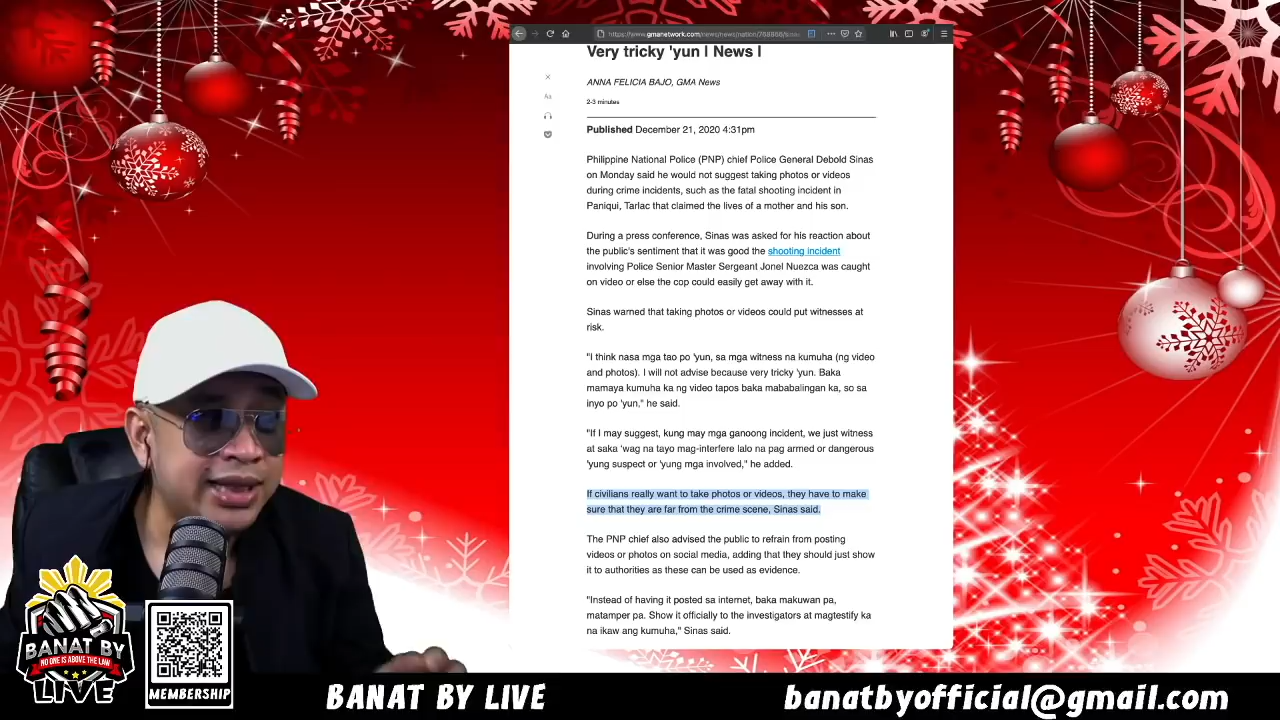 https://www.gmanetwork.com/news/news/nation/768868/
Very tricky 'yun | News |
ANNA FELICIA BAJO, GMA News
Aa
2-3 minutes
Published December 21, 2020 4:31pm
Philippine National Police (PNP) chief Police General Debold Sinas
on Monday said he would not suggest taking photos or videos
during crime incidents, such as the fatal shooting incident in
Paniqui, Tarlac that claimed the lives of a mother and his son.
During a press conference, Sinas was asked for his reaction about
the public's sentiment that it was good the shooting incident
involving Police Senior Master Sergeant Jonel Nuezca was caught
on video or else the cop could easily get away with it.
Sinas warned that taking photos or videos could put witnesses at
risk.
"I think nasa mga tao po 'yun, sa mga witness na kumuha (ng video
and photos). I will not advise because very tricky 'yun. Baka
mamaya kumuha ka ng video tapos baka mababalingan ka, so sa
inyo po 'yun," he said.
"If I may suggest, kung may mga ganoong incident, we just witness
at saka 'wag na tayo mag-interfere lalo na pag armed or dangerous
'yung suspect or 'yung mga involved," he added.
If civilians really want to take photos or videos, they have to make
sure that they are far from the crime scene, Sinas said.
The PNP chief also advised the public to refrain from posting
videos or photos on social media, adding that they should just show
it to authorities as these can be used as evidence.
"Instead of having it posted sa internet, baka makuwan pa,
matamper pa. Show it officially to the investigators at magtestify ka
na ikaw ang kumuha," Sinas said.
BANAT BY
NO ONE IS ABOVE THE LAW
LIVE
MEMBERSHIP
BANAT BY LIVE
banatbyofficial@gmail.com